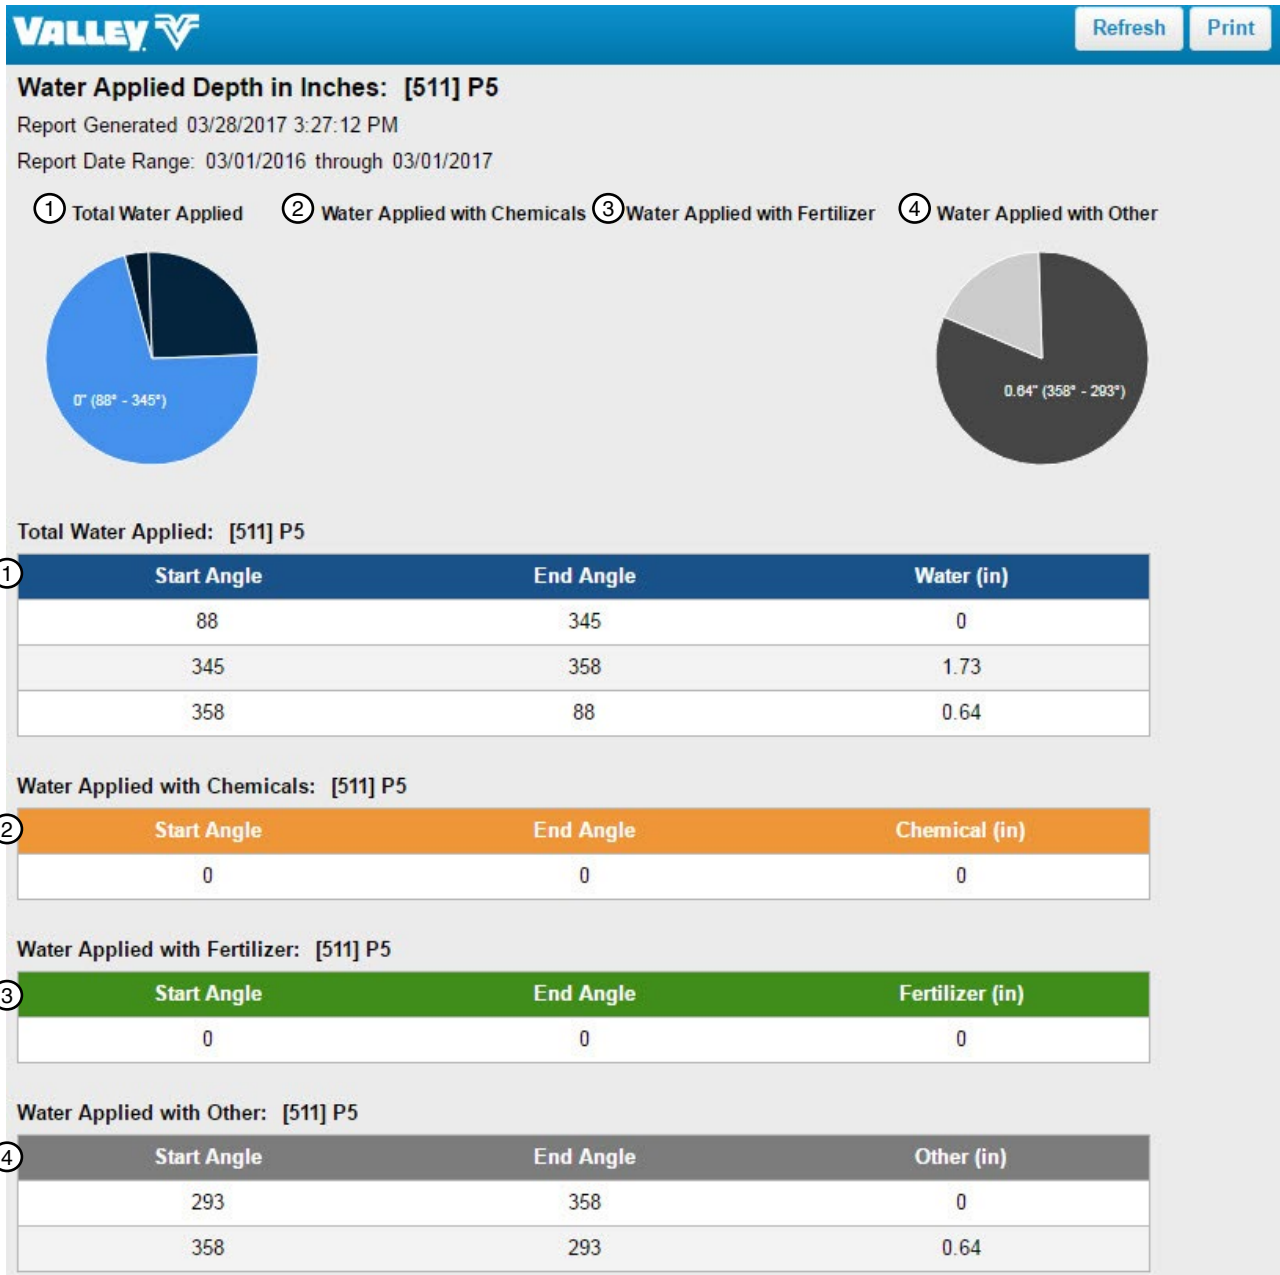 VALLEY
Refresh Print
Water Applied Depth in Inches: [511] P5
Report Generated 03/28/2017 3:27:12 PM
Report Date Range: 03/01/2016 through 03/01/2017
1 Total Water Applied 2 Water Applied with Chemicals 3 Water Applied with Fertilizer 4 Water Applied with Other
0" (88° - 345°) 0.64" (358° - 293°)
Total Water Applied: [511] P5
1 Start Angle End Angle Water (in)
88 345 0
345 358 1.73
358 88 0.64
Water Applied with Chemicals: [511] P5
2 Start Angle End Angle Chemical (in)
0 0 0
Water Applied with Fertilizer: [511] P5
3 Start Angle End Angle Fertilizer (in)
0 0 0
Water Applied with Other: [511] P5
4 Start Angle End Angle Other (in)
293 358 0
358 293 0.64